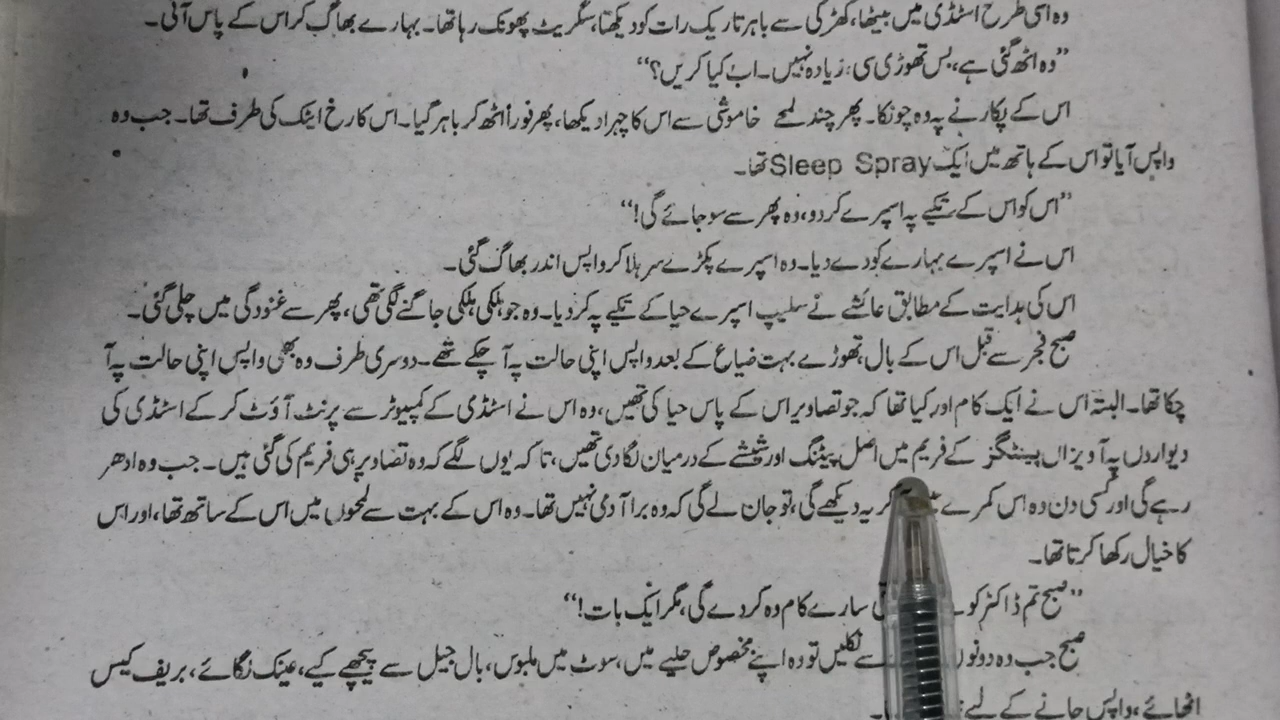 وہ اسی طرح اسٹڈی میں بیٹھا، کھڑکی سے باہر تاریک رات کو دیکھتا، سگریٹ پھونک رہا تھا۔ بہارے بھاگ کر اس کے پاس آئی۔
”وہ اٹھ گئی ہے، بس تھوڑی سی، زیادہ نہیں۔ اب کیا کریں؟“
اس کے پکارنے پہ وہ چونکا۔ پھر چند لمحے خاموشی سے اس کا چہرا دیکھا، پھر فوراً اٹھ کر باہر گیا۔ اس کا رخ اینک کی طرف تھا۔ جب وہ
واپس آیا تو اس کے ہاتھ میں ایک Sleep Spray تھا۔
”اس کو اس کے تکیے پہ اسپرے کر دو، وہ پھر سے سو جائے گی!“
اس نے اسپرے بہارے کو دے دیا۔ وہ اسپرے پکڑے سر ہلا کر واپس اندر بھاگ گئی۔
اس کی ہدایت کے مطابق عائشے نے سلیپ اسپرے حیا کے تکیے پہ کر دیا۔ وہ جو ہلکی ہلکی جاگنے لگی تھی، پھر سے غنودگی میں چلی گئی۔
صبح فجر سے قبل اس کے بال، تھوڑے بہت ضیاع کے بعد واپس اپنی حالت پہ آ چکے تھے۔ دوسری طرف وہ بھی واپس اپنی حالت پہ آ
چکا تھا۔ البتہ اس نے ایک کام اور کیا تھا کہ جو تصاویر اس کے پاس حیا کی تھیں، وہ اس نے اسٹڈی کے کمپیوٹر سے پرنٹ آؤٹ کر کے اسٹڈی کی
دیواروں پہ آویزاں پینٹنگز کے فریم میں اصل پینٹنگ اور شیشے کے درمیان لگا دی تھیں، تا کہ یوں لگے کہ وہ تصاویر ہی فریم کی گئی ہیں۔ جب وہ ادھر
رہے گی اور کسی دن وہ اس کمرے کر یہ دیکھے گی، تو جان لے گی کہ وہ برا آدمی نہیں تھا۔ وہ اس کے بہت سے لمحوں میں اس کے ساتھ تھا، اور اس
کا خیال رکھا کرتا تھا۔
”صبح تم ڈاکٹر کو سارے کام وہ کر دے گی، مگر ایک بات!“
صبح جب وہ دونوں سے نکلیں تو وہ اپنے مخصوص حلیے میں، سوٹ میں ملبوس، بال جیل سے پیچھے کیے، عینک لگائے، بریف کیس
اٹھائے، واپس جانے کے لیے